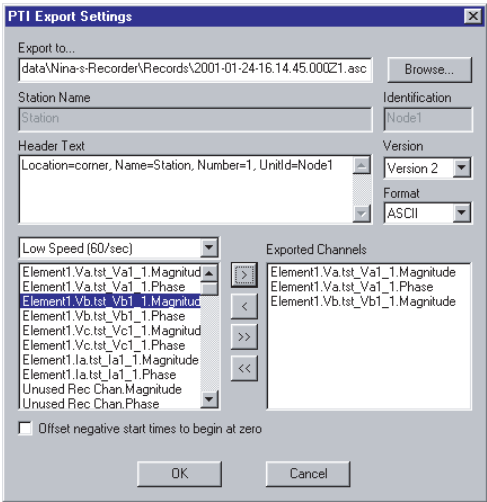 PTI Export Settings
Export to...
data\Nina-s-Recorder\Records\2001-01-24-16.14.45.000Z1.asc
Browse...
Station Name
Identification
Station
Node1
Header Text
Version
Location=corner, Name=Station, Number=1, UnitId=Node1
Version 2
Format
ASCII
Low Speed (60/sec)
Exported Channels
Element1.Va.tst_Va1_1.Magnitud
Element1.Va.tst_Va1_1.Phase
Element1.Vb.tst_Vb1_1.Magnitud
Element1.Vb.tst_Vb1_1.Phase
Element1.Vc.tst_Vc1_1.Magnitud
Element1.Vc.tst_Vc1_1.Phase
Element1.Ia.tst_Ia1_1.Magnitude
Element1.Ia.tst_Ia1_1.Phase
Unused Rec Chan.Magnitude
Unused Rec Chan.Phase
>
<
>>
<<
Element1.Va.tst_Va1_1.Magnitude
Element1.Va.tst_Va1_1.Phase
Element1.Vb.tst_Vb1_1.Magnitude
Offset negative start times to begin at zero
OK
Cancel